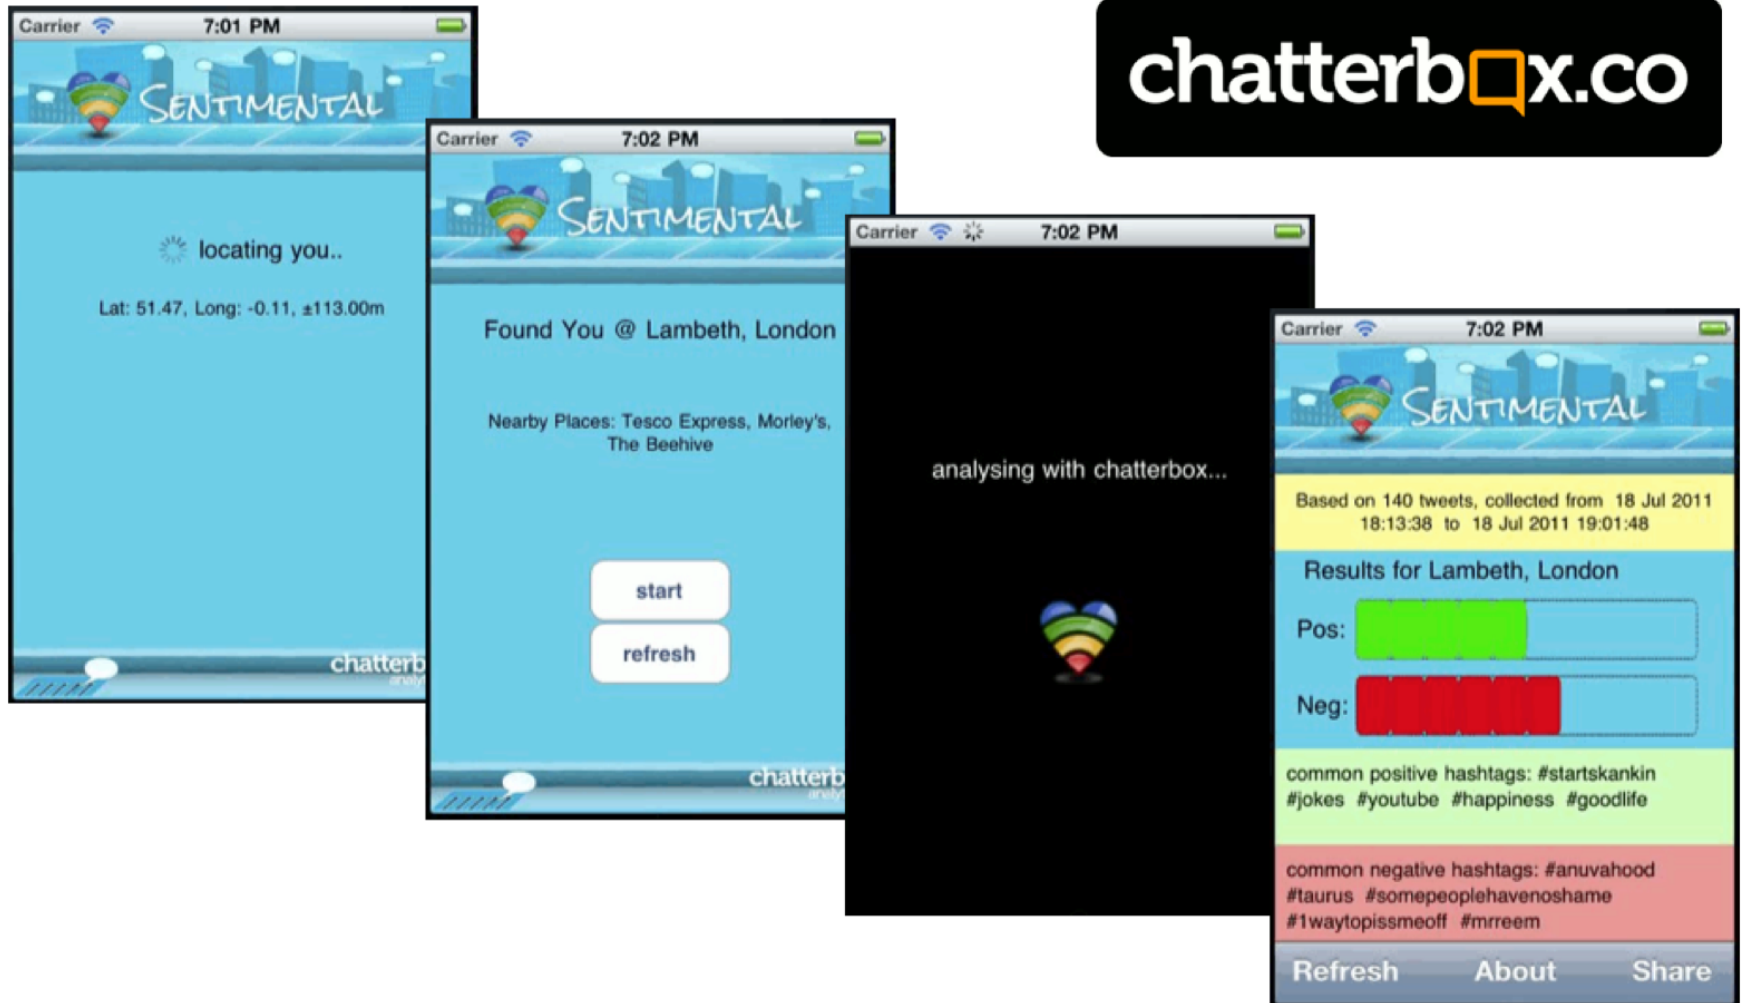 Carrier 7:01 PM
SENTIMENTAL
locating you..
Lat: 51.47, Long: -0.11, ±113.00m
chatterb
analy
Carrier 7:02 PM
SENTIMENTAL
Found You @ Lambeth, London
Nearby Places: Tesco Express, Morley's,
The Beehive
start
refresh
chatterb
analy
Carrier 7:02 PM
analysing with chatterbox...
chatterbox.co
Carrier 7:02 PM
SENTIMENTAL
Based on 140 tweets, collected from 18 Jul 2011
18:13:38 to 18 Jul 2011 19:01:48
Results for Lambeth, London
Pos:
Neg:
common positive hashtags: #startskankin
#jokes #youtube #happiness #goodlife
common negative hashtags: #anuvahood
#taurus #somepeoplehavenoshame
#1waytopissmeoff #mrreem
Refresh About Share